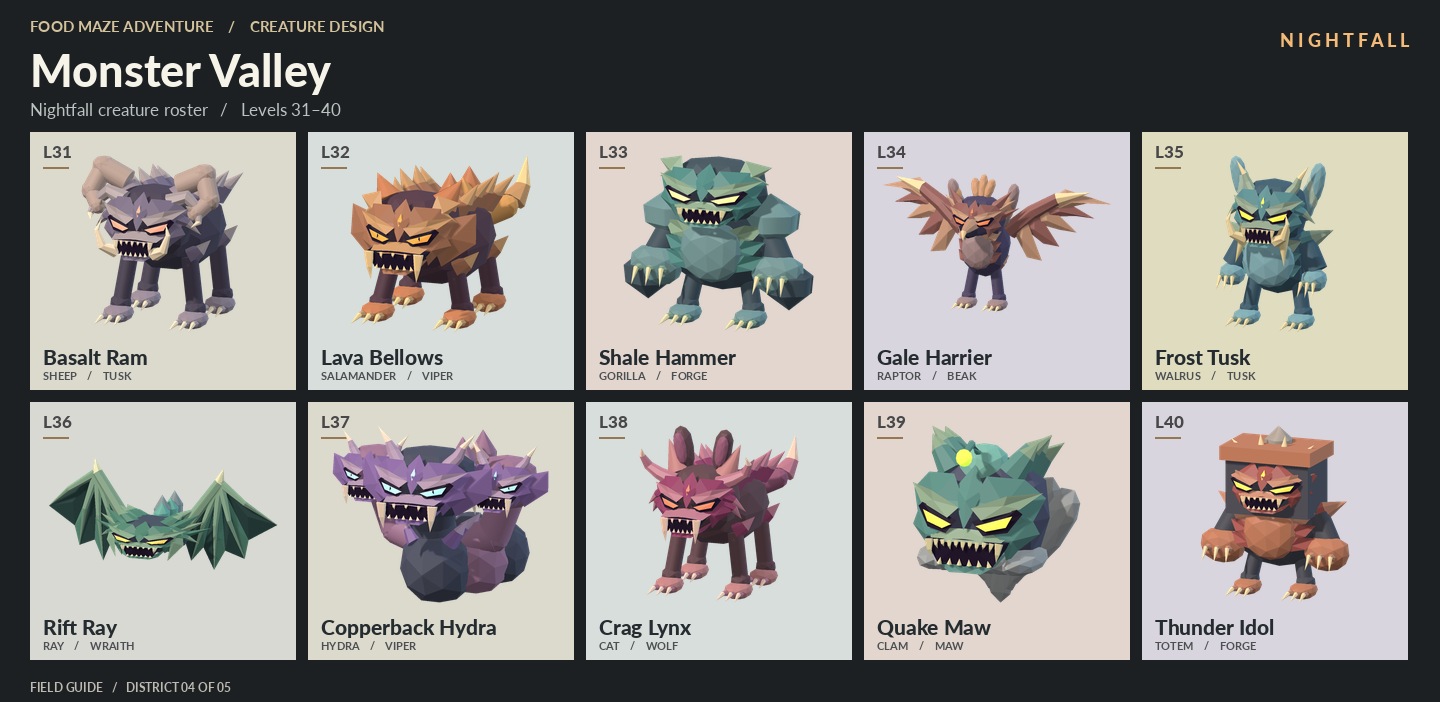 FOOD MAZE ADVENTURE / CREATURE DESIGN
NIGHTFALL
Monster Valley
Nightfall creature roster / Levels 31–40
L31
Basalt Ram
SHEEP / TUSK
L32
Lava Bellows
SALAMANDER / VIPER
L33
Shale Hammer
GORILLA / FORGE
L34
Gale Harrier
RAPTOR / BEAK
L35
Frost Tusk
WALRUS / TUSK
L36
Rift Ray
RAY / WRAITH
L37
Copperback Hydra
HYDRA / VIPER
L38
Crag Lynx
CAT / WOLF
L39
Quake Maw
CLAM / MAW
L40
Thunder Idol
TOTEM / FORGE
FIELD GUIDE / DISTRICT 04 OF 05